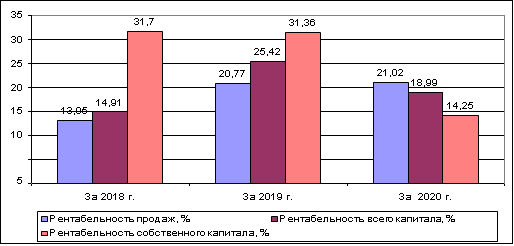 35
31,7
31,36
30
25,42
25
20,77
21,02
18,99
20
13,05
14,91
14,25
15
10
5
За 2018 г.
За 2019 г.
За 2020 г.
Рентабельность продаж, %
Рентабельность всего капитала, %
Рентабельность собственного капитала, %